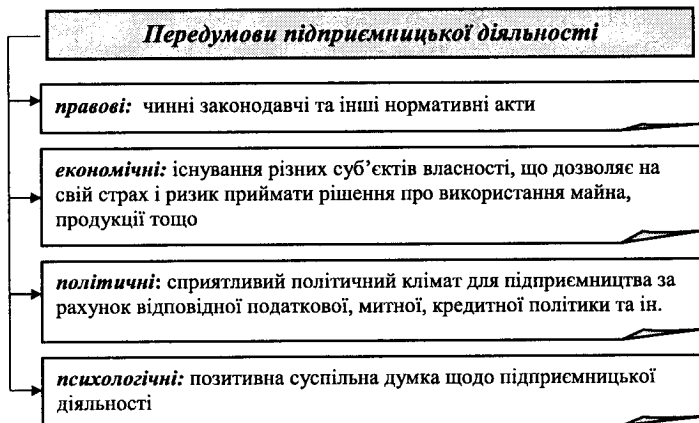 Передумови підприємницької діяльності
правові: чинні законодавчі та інші нормативні акти
економічні: існування різних суб’єктів власності, що дозволяє на
свій страх і ризик приймати рішення про використання майна,
продукції тощо
політичні: сприятливий політичний клімат для підприємництва за
рахунок відповідної податкової, митної, кредитної політики та ін.
психологічні: позитивна суспільна думка щодо підприємницької
діяльності